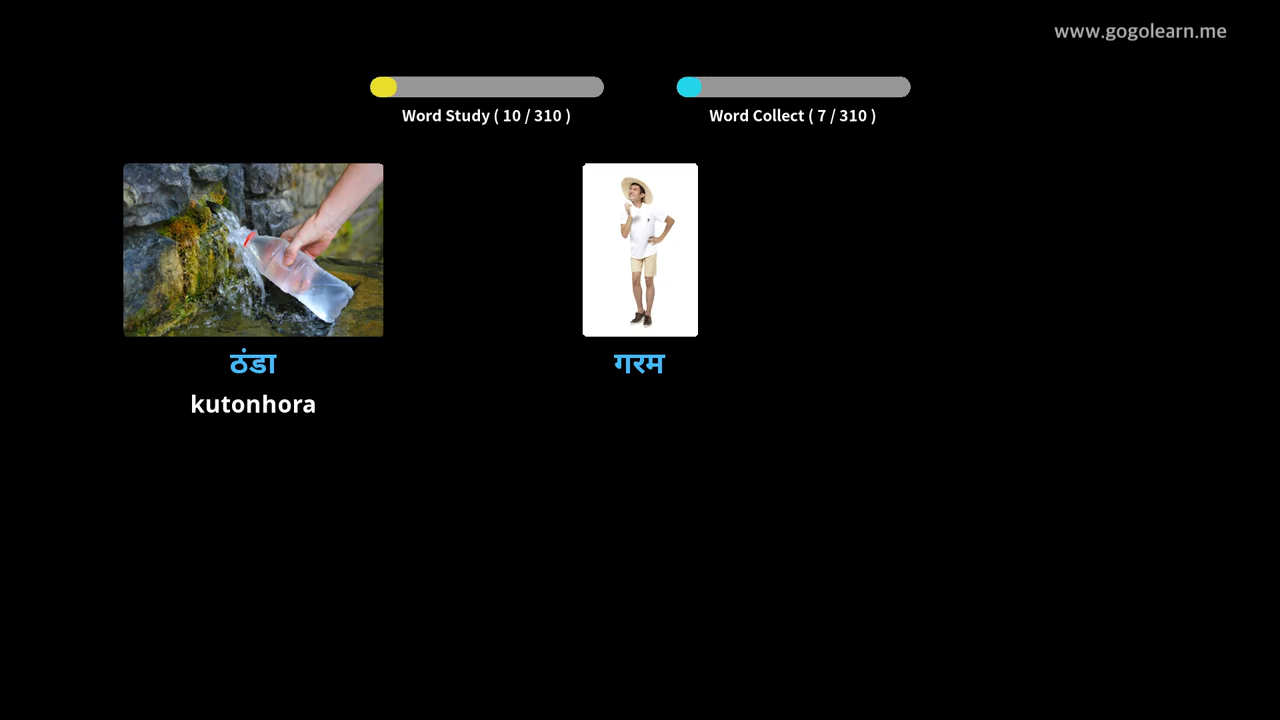 www.gogolearn.me
Word Study ( 10 / 310 )
Word Collect ( 7 / 310 )
ठंडा
गरम
kutonhora